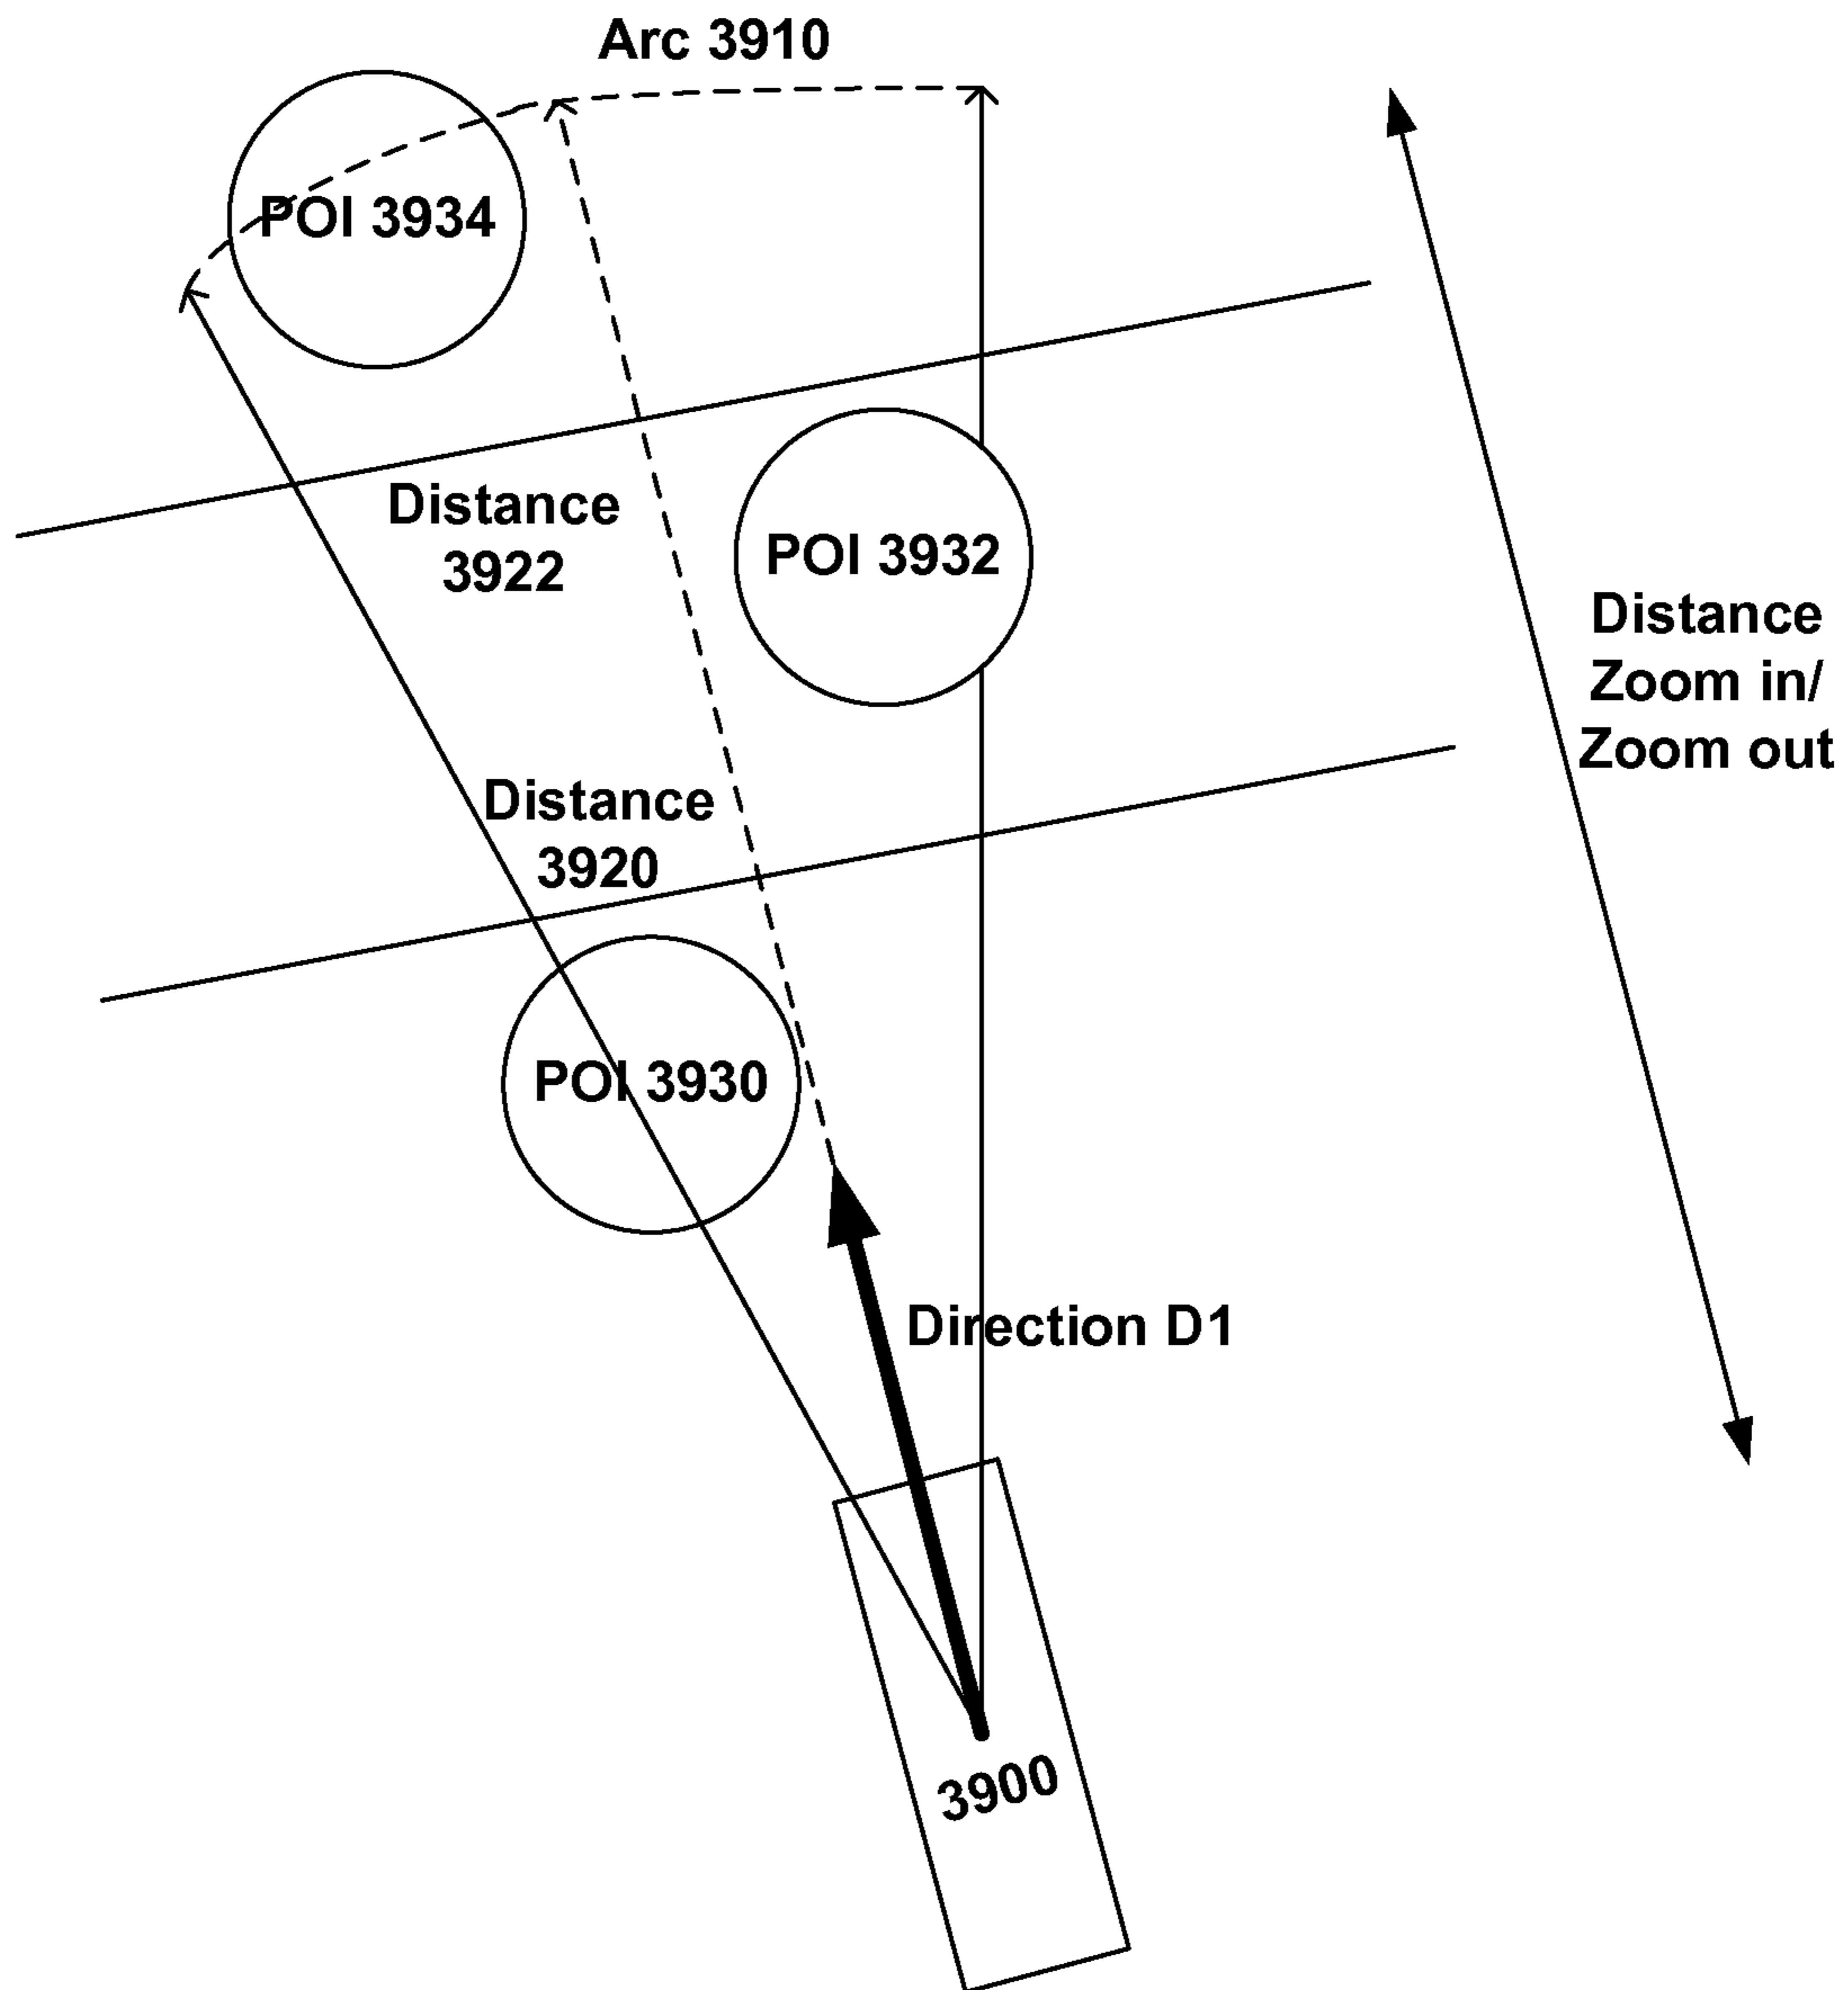 Arc 3910
POI 3934
Distance
3922
POI 3932
Distance
Zoom in/
Zoom out
Distance
3920
POI 3930
Direction D1
3900